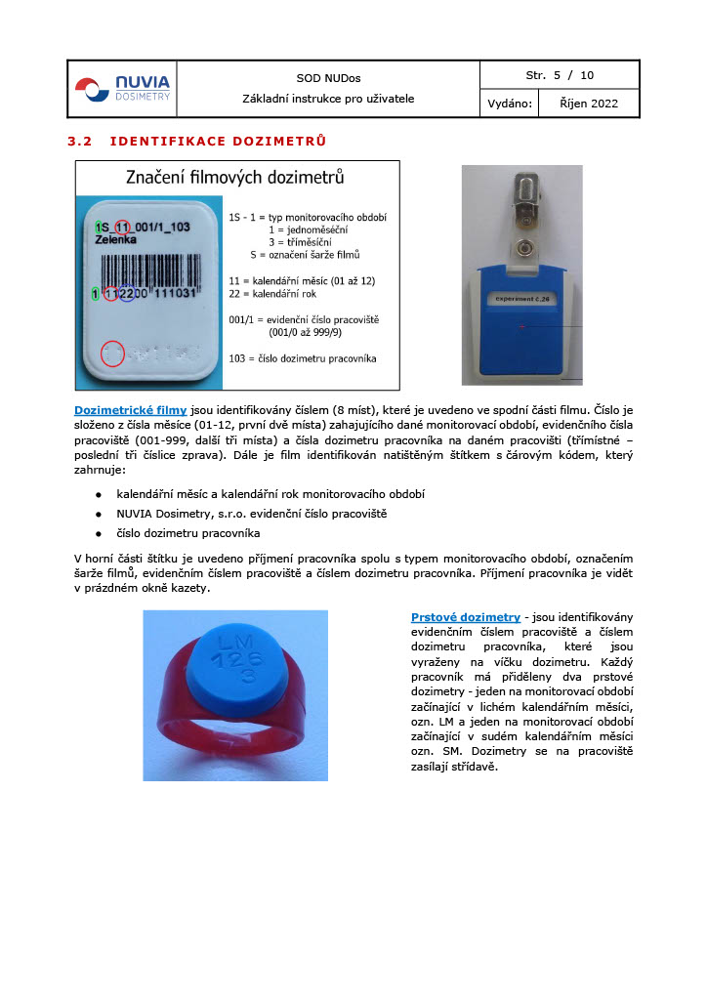 NUVIA
DOSIMETRY
SOD NUDos
Základní instrukce pro uživatele
Str. 5 / 10
Vydáno:
Říjen 2022
3.2 IDENTIFIKACE DOZIMETRŮ
Značení filmových dozimetrů
1S_11_001/1_103
Zelenka
1 112200 111031
1S - 1 = typ monitorovacího období
1 = jednoměséční
3 = tříměsíční
S = označení šarže filmů
11 = kalendářní měsíc (01 až 12)
22 = kalendářní rok
001/1 = evidenční číslo pracoviště
(001/0 až 999/9)
103 = číslo dozimetru pracovníka
experiment č.26
Dozimetrické filmy jsou identifikovány číslem (8 míst), které je uvedeno ve spodní části filmu. Číslo je
složeno z čísla měsíce (01-12, první dvě místa) zahajujícího dané monitorovací období, evidenčního čísla
pracoviště (001-999, další tři místa) a čísla dozimetru pracovníka na daném pracovišti (třímístné –
poslední tři číslice zprava). Dále je film identifikován natištěným štítkem s čárovým kódem, který
zahrnuje:
● kalendářní měsíc a kalendářní rok monitorovacího období
● NUVIA Dosimetry, s.r.o. evidenční číslo pracoviště
● číslo dozimetru pracovníka
V horní části štítku je uvedeno příjmení pracovníka spolu s typem monitorovacího období, označením
šarže filmů, evidenčním číslem pracoviště a číslem dozimetru pracovníka. Příjmení pracovníka je vidět
v prázdném okně kazety.
LM
126
3
Prstové dozimetry - jsou identifikovány
evidenčním číslem pracoviště a číslem
dozimetru pracovníka, které jsou
vyraženy na víčku dozimetru. Každý
pracovník má přiděleny dva prstové
dozimetry - jeden na monitorovací období
začínající v lichém kalendářním měsíci,
ozn. LM a jeden na monitorovací období
začínající v sudém kalendářním měsíci
ozn. SM. Dozimetry se na pracoviště
zasílají střídavě.